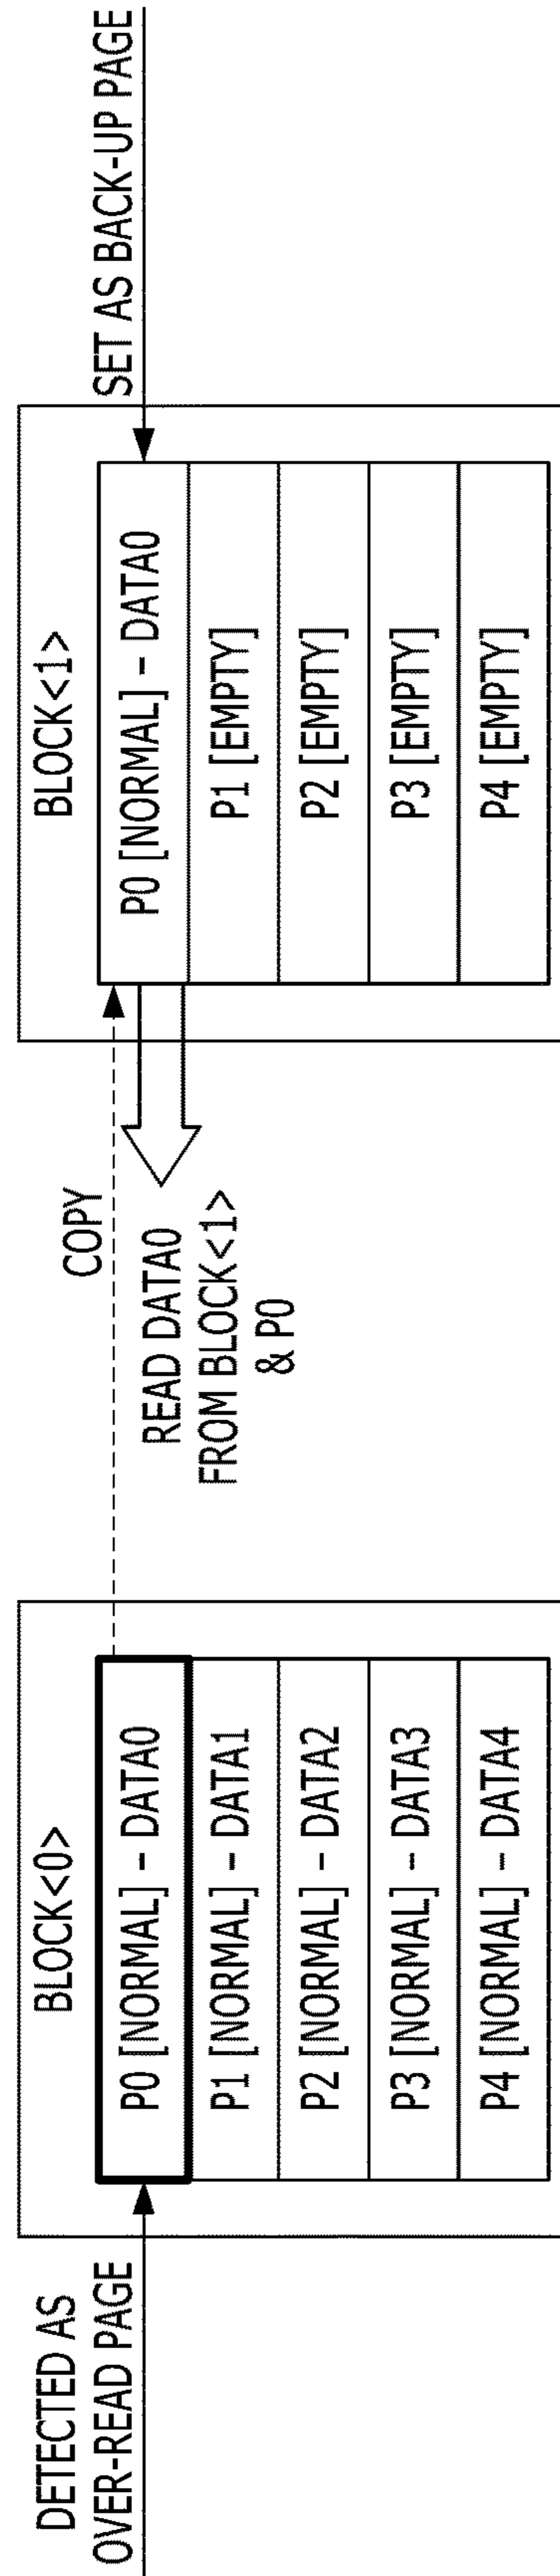 DETECTED AS
OVER-READ PAGE
BLOCK<0>
P0 [NORMAL] – DATA0
P1 [NORMAL] – DATA1
P2 [NORMAL] – DATA2
P3 [NORMAL] – DATA3
P4 [NORMAL] – DATA4
COPY
READ DATA0
FROM BLOCK<1>
& P0
BLOCK<1>
P0 [NORMAL] – DATA0
P1 [EMPTY]
P2 [EMPTY]
P3 [EMPTY]
P4 [EMPTY]
SET AS BACK-UP PAGE